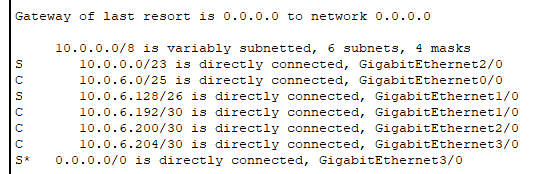 Gateway of last resort is 0.0.0.0 to network 0.0.0.0
10.0.0.0/8 is variably subnetted, 6 subnets, 4 masks
S 10.0.0.0/23 is directly connected, GigabitEthernet2/0
C 10.0.6.0/25 is directly connected, GigabitEthernet0/0
S 10.0.6.128/26 is directly connected, GigabitEthernet1/0
C 10.0.6.192/30 is directly connected, GigabitEthernet1/0
C 10.0.6.200/30 is directly connected, GigabitEthernet2/0
C 10.0.6.204/30 is directly connected, GigabitEthernet3/0
S* 0.0.0.0/0 is directly connected, GigabitEthernet3/0